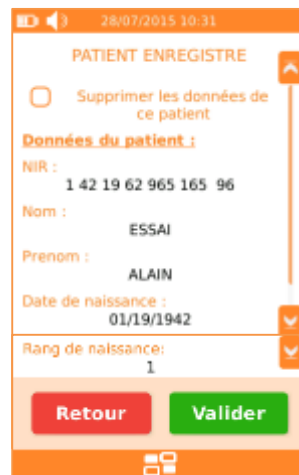 28/07/2015 10:31
PATIENT ENREGISTRE
Supprimer les données de
ce patient
Données du patient :
NIR :
1 42 19 62 965 165 96
Nom :
ESSAI
Prenom :
ALAIN
Date de naissance :
01/19/1942
Rang de naissance:
1
Retour Valider